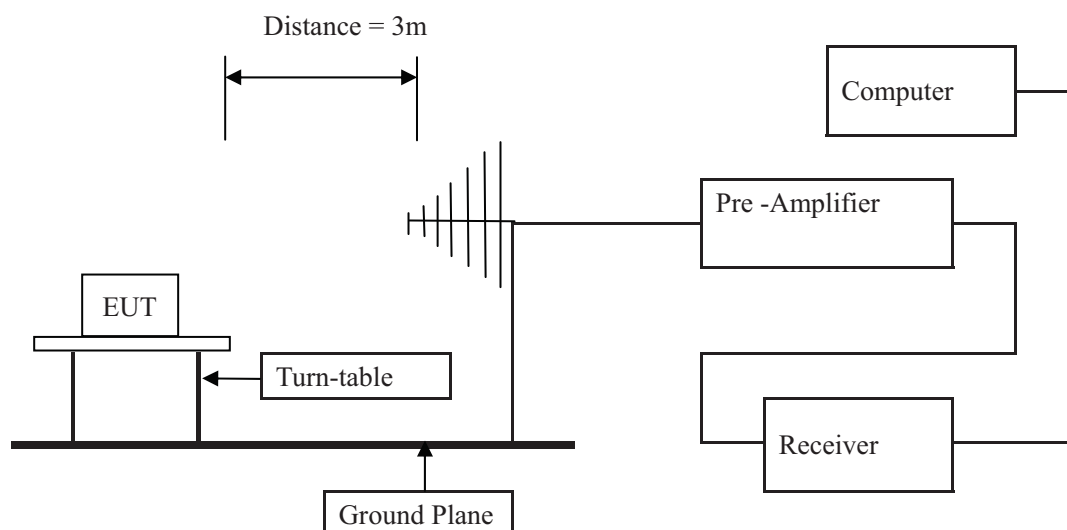 Distance = 3m
Computer
Pre -Amplifier
EUT
Turn-table
Receiver
Ground Plane